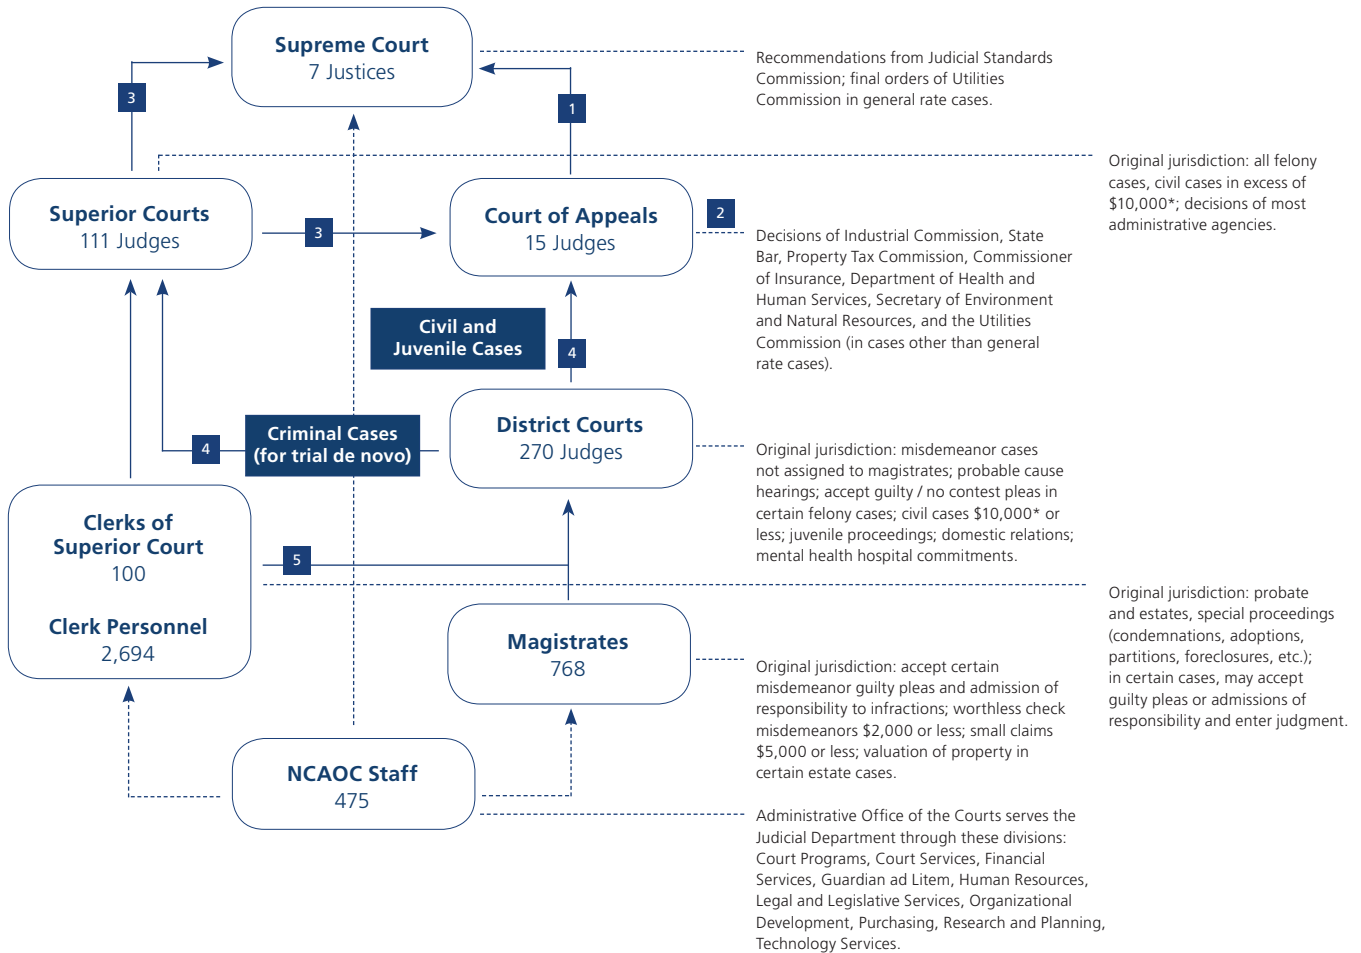 Supreme Court
7 Justices
Recommendations from Judicial Standards
Commission; final orders of Utilities
Commission in general rate cases.
3
1
Original jurisdiction: all felony
cases, civil cases in excess of
$10,000*; decisions of most
administrative agencies.
Superior Courts
111 Judges
3
Court of Appeals
15 Judges
2
Decisions of Industrial Commission, State
Bar, Property Tax Commission, Commissioner
of Insurance, Department of Health and
Human Services, Secretary of Environment
and Natural Resources, and the Utilities
Commission (in cases other than general
rate cases).
Civil and
Juvenile Cases
4
4
Criminal Cases
(for trial de novo)
District Courts
270 Judges
Original jurisdiction: misdemeanor cases
not assigned to magistrates; probable cause
hearings; accept guilty / no contest pleas in
certain felony cases; civil cases $10,000* or
less; juvenile proceedings; domestic relations;
mental health hospital commitments.
Clerks of
Superior Court
100
Clerk Personnel
2,694
5
Original jurisdiction: probate
and estates, special proceedings
(condemnations, adoptions,
partitions, foreclosures, etc.);
in certain cases, may accept
guilty pleas or admissions of
responsibility and enter judgment.
Magistrates
768
Original jurisdiction: accept certain
misdemeanor guilty pleas and admission of
responsibility to infractions; worthless check
misdemeanors $2,000 or less; small claims
$5,000 or less; valuation of property in
certain estate cases.
NCAOC Staff
475
Administrative Office of the Courts serves the
Judicial Department through these divisions:
Court Programs, Court Services, Financial
Services, Guardian ad Litem, Human Resources,
Legal and Legislative Services, Organizational
Development, Purchasing, Research and Planning,
Technology Services.